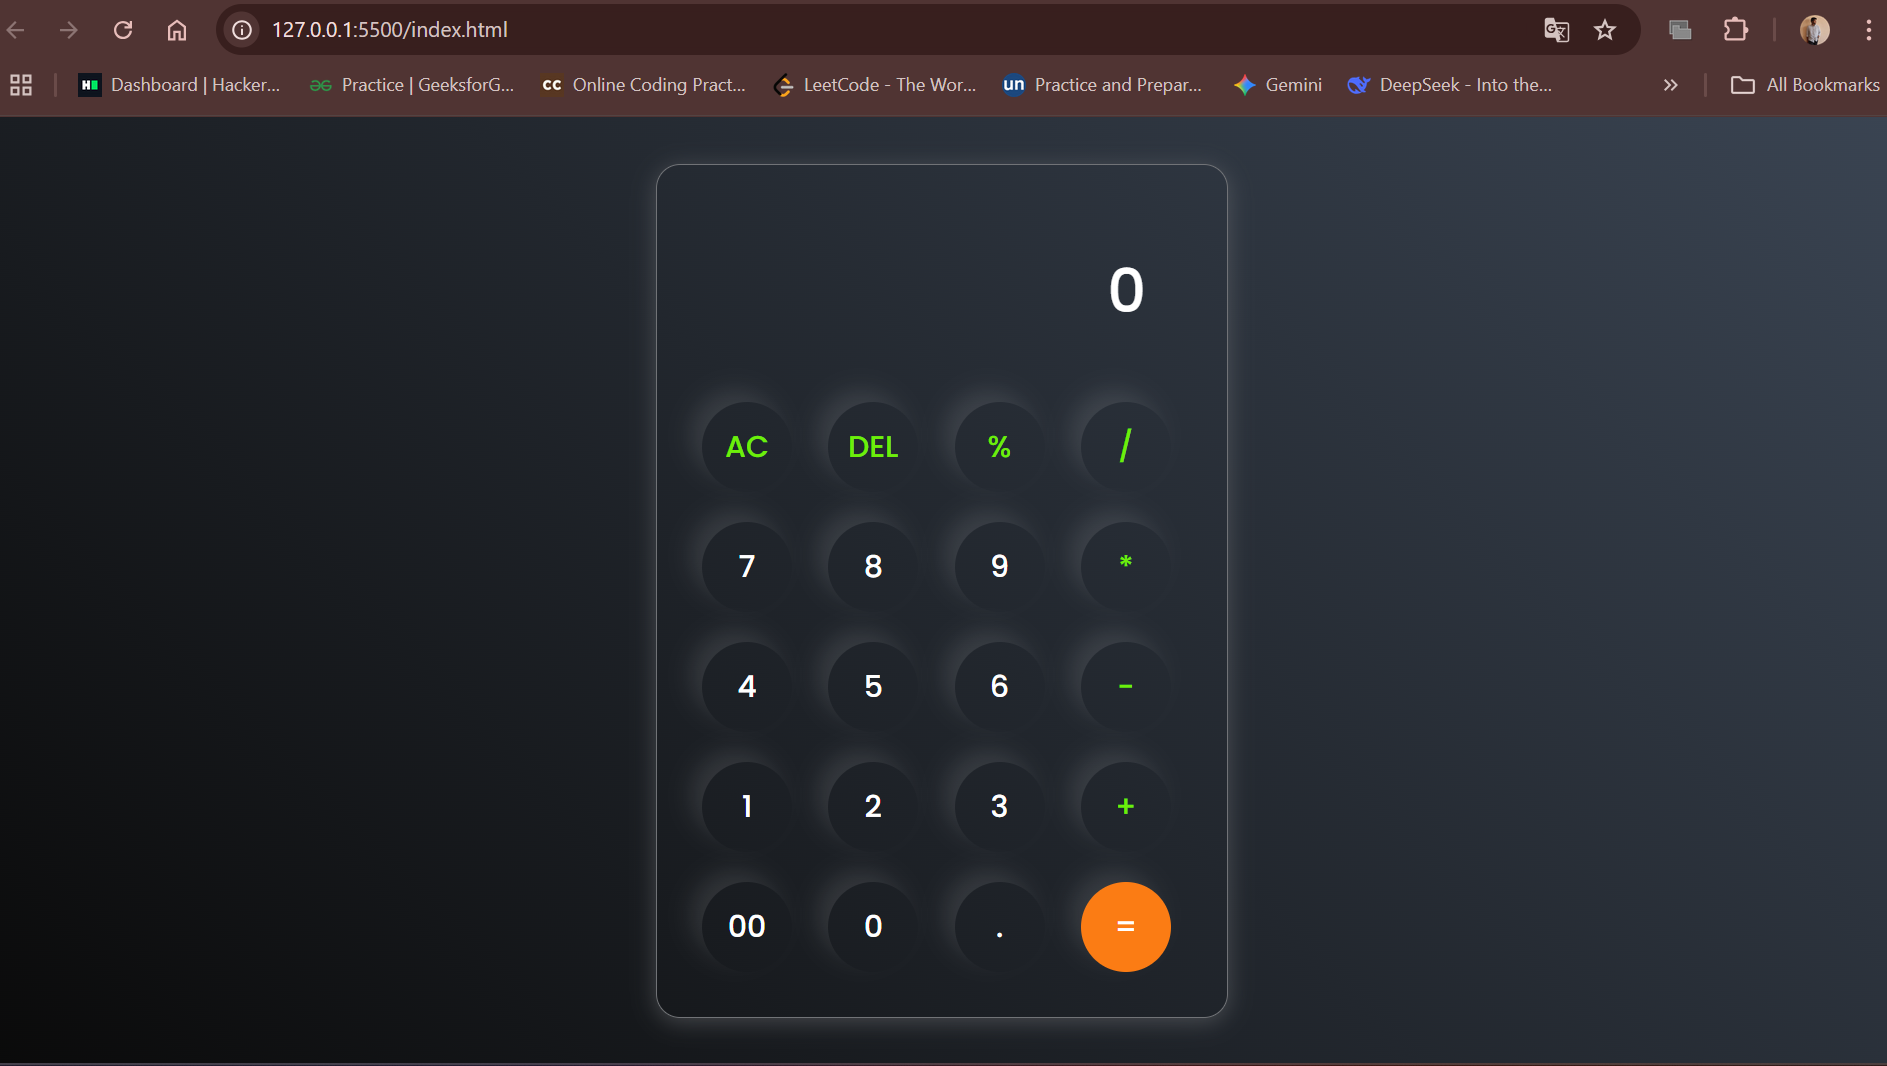 127.0.0.1:5500/index.html
Dashboard | Hacker... Practice | GeeksforG... CC Online Coding Pract... LeetCode - The Wor... un Practice and Prepar... Gemini DeepSeek - Into the... » All Bookmarks
0
AC DEL % /
7 8 9 *
4 5 6 -
1 2 3 +
00 0 . =